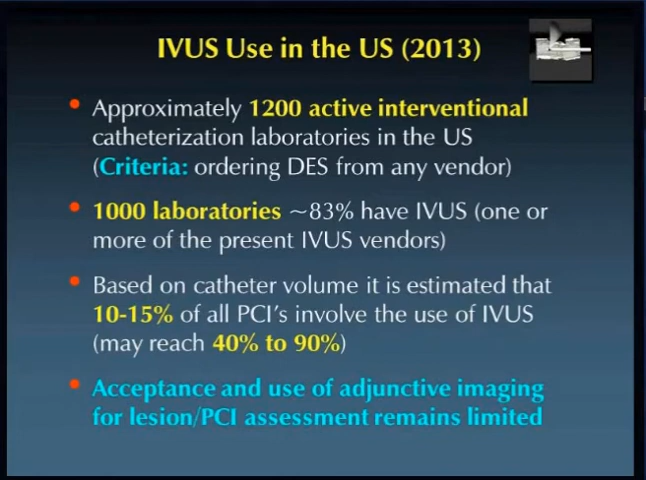 IVUS Use in the US (2013)
• Approximately 1200 active interventional
catheterization laboratories in the US
(Criteria: ordering DES from any vendor)
• 1000 laboratories ~83% have IVUS (one or
more of the present IVUS vendors)
• Based on catheter volume it is estimated that
10-15% of all PCI's involve the use of IVUS
(may reach 40% to 90%)
• Acceptance and use of adjunctive imaging
for lesion/PCI assessment remains limited